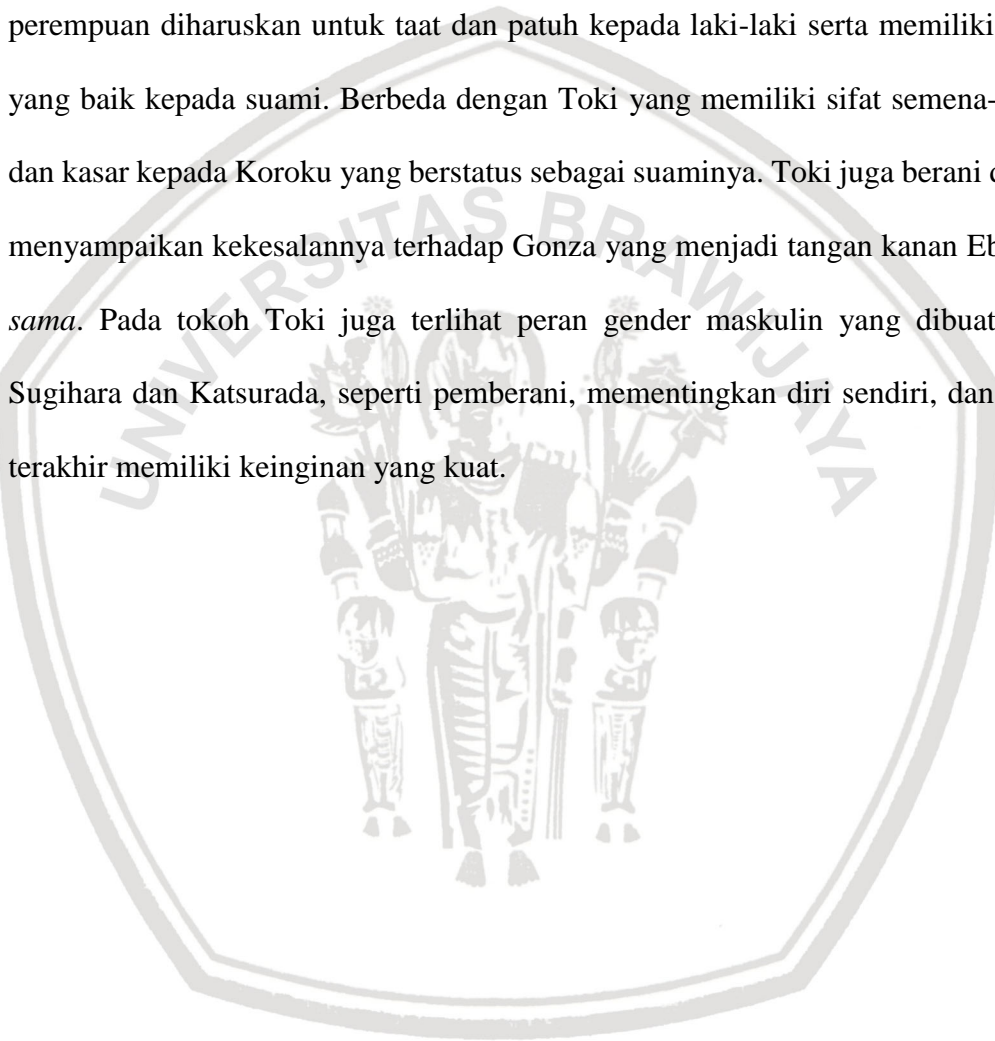 perempuan diharuskan untuk taat dan patuh kepada laki-laki serta memiliki
yang baik kepada suami. Berbeda dengan Toki yang memiliki sifat semena-
dan kasar kepada Koroku yang berstatus sebagai suaminya. Toki juga berani
menyampaikan kekesalannya terhadap Gonza yang menjadi tangan kanan
sama. Pada tokoh Toki juga terlihat peran gender maskulin yang dibuat
Sugihara dan Katsurada, seperti pemberani, mementingkan diri sendiri, dan
terakhir memiliki keinginan yang kuat.
UNIVERSITAS BRAWIJAYA